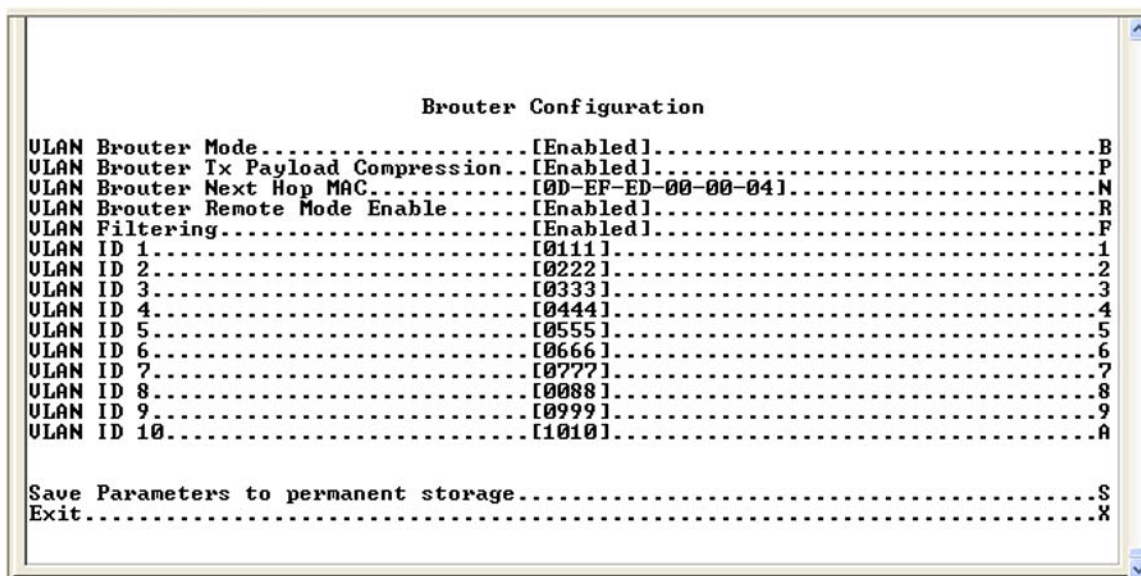 Brouter Configuration
VLAN Brouter Mode....................[Enabled].................................B
VLAN Brouter Tx Payload Compression..[Enabled].................................P
VLAN Brouter Next Hop MAC............[0D-EF-ED-00-00-04].......................N
VLAN Brouter Remote Mode Enable......[Enabled].................................R
VLAN Filtering.......................[Enabled].................................F
VLAN ID 1............................[0111]....................................1
VLAN ID 2............................[0222]....................................2
VLAN ID 3............................[0333]....................................3
VLAN ID 4............................[0444]....................................4
VLAN ID 5............................[0555]....................................5
VLAN ID 6............................[0666]....................................6
VLAN ID 7............................[0777]....................................7
VLAN ID 8............................[0088]....................................8
VLAN ID 9............................[0999]....................................9
VLAN ID 10...........................[1010]....................................A
Save Parameters to permanent storage...........................................S
Exit...........................................................................X